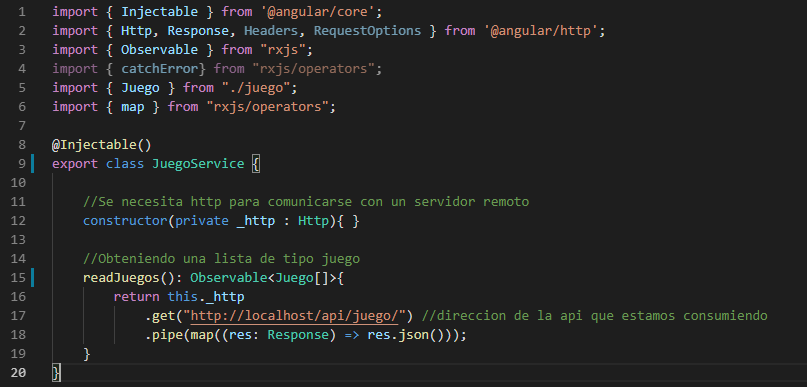 1 import { Injectable } from '@angular/core';
2 import { Http, Response, Headers, RequestOptions } from '@angular/http';
3 import { Observable } from "rxjs";
4 import { catchError} from "rxjs/operators";
5 import { Juego } from "./juego";
6 import { map } from "rxjs/operators";
7
8 @Injectable()
9 export class JuegoService {
10
11     //Se necesita http para comunicarse con un servidor remoto
12     constructor(private _http : Http){ }
13
14     //Obteniendo una lista de tipo juego
15     readJuegos(): Observable<Juego[]>{
16         return this._http
17             .get("http://localhost/api/juego/") //direccion de la api que estamos consumiendo
18             .pipe(map((res: Response) => res.json()));
19     }
20 }